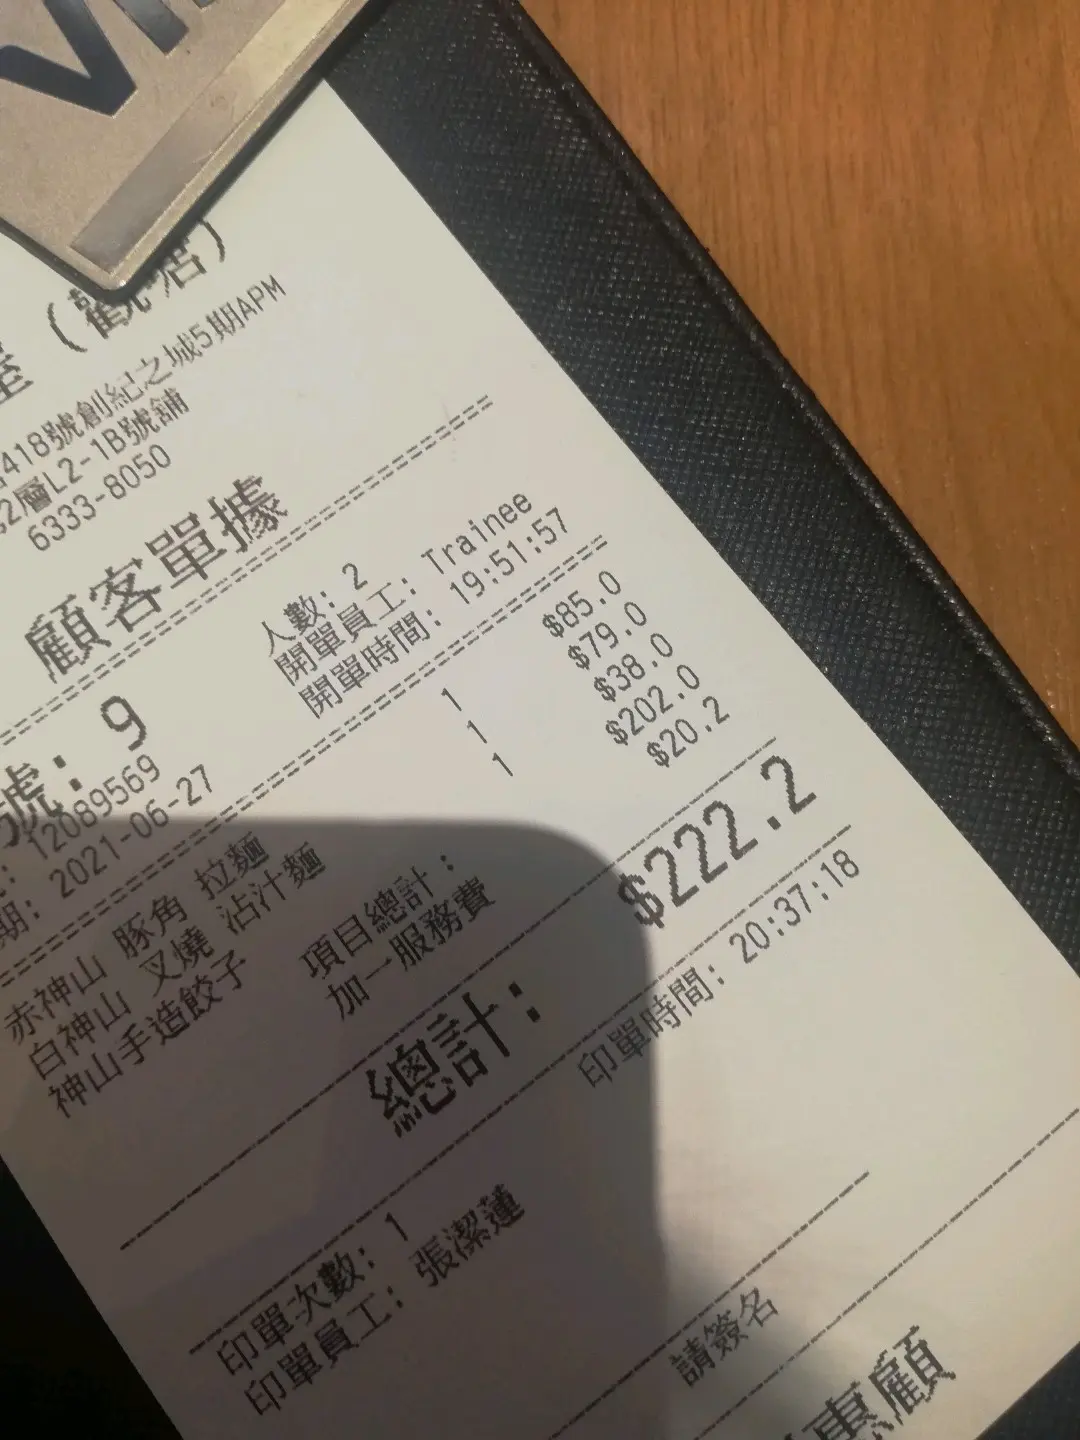 VI
(觀塘)
418號創紀之城5期APM
2層L2-1B號舖
6333-8050
顧客單據
號: 9
人數: 2
12089569
開單員工: Trainee
期: 2021-06-27
開單時間: 19:51:57
赤神山 豚角 拉麵 1 $85.0
白神山 叉燒 沾汁麵 1 $79.0
神山手造餃子 1 $38.0
項目總計: $202.0
加一服務費 $20.2
總計: $222.2
印單時間: 20:37:18
印單次數: 1
印單員工: 張潔蓮
請簽名
惠顧